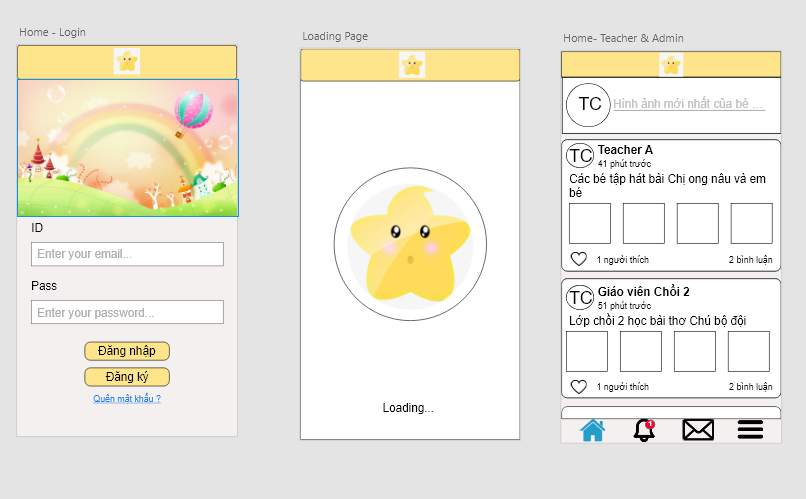 Home - Login
ID
Enter your email...
Pass
Enter your password...
Đăng nhập
Đăng ký
Quên mật khẩu ?
Loading Page
Loading...
Home- Teacher & Admin
TC
Hình ảnh mới nhất của bé ...
TC
Teacher A
41 phút trước
Các bé tập hát bài Chị ong nâu và em
bé
1 người thích
2 bình luận
TC
Giáo viên Chồi 2
51 phút trước
Lớp chồi 2 học bài thơ Chú bộ đội
1 người thích
2 bình luận
1